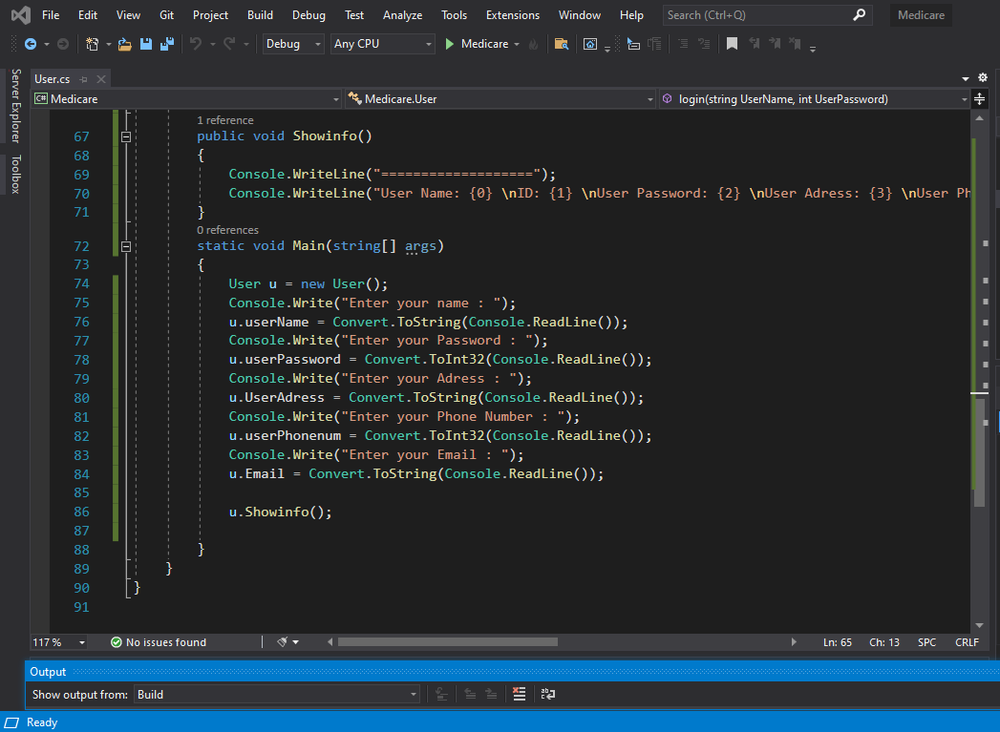 File Edit View Git Project Build Debug Test Analyze Tools Extensions Window Help Search (Ctrl+Q) Medicare
Debug Any CPU Medicare
User.cs
C# Medicare Medicare.User login(string UserName, int UserPassword)
Server Explorer
Toolbox
1 reference
67 public void Showinfo()
68 {
69 Console.WriteLine("===================");
70 Console.WriteLine("User Name: {0} \nID: {1} \nUser Password: {2} \nUser Adress: {3} \nUser Ph
71 }
0 references
72 static void Main(string[] args)
73 {
74 User u = new User();
75 Console.Write("Enter your name : ");
76 u.userName = Convert.ToString(Console.ReadLine());
77 Console.Write("Enter your Password : ");
78 u.userPassword = Convert.ToInt32(Console.ReadLine());
79 Console.Write("Enter your Adress : ");
80 u.UserAdress = Convert.ToString(Console.ReadLine());
81 Console.Write("Enter your Phone Number : ");
82 u.userPhonenum = Convert.ToInt32(Console.ReadLine());
83 Console.Write("Enter your Email : ");
84 u.Email = Convert.ToString(Console.ReadLine());
85
86 u.Showinfo();
87
88 }
89 }
90 }
91
117 % No issues found Ln: 65 Ch: 13 SPC CRLF
Output
Show output from: Build
Ready